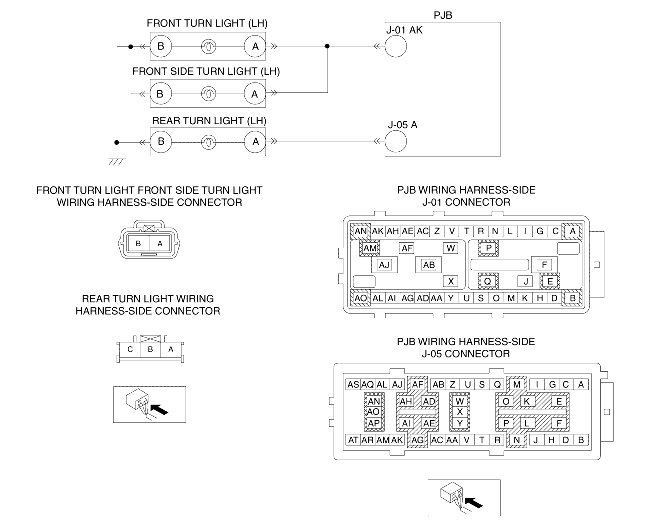 FRONT TURN LIGHT (LH)
PJB
B A
J-01 AK
FRONT SIDE TURN LIGHT (LH)
B A
REAR TURN LIGHT (LH)
J-05 A
B A
FRONT TURN LIGHT FRONT SIDE TURN LIGHT
WIRING HARNESS-SIDE CONNECTOR
B A
REAR TURN LIGHT WIRING
HARNESS-SIDE CONNECTOR
C B A
PJB WIRING HARNESS-SIDE
J-01 CONNECTOR
AN AK AH AE AC Z V T R N L I G C A
AM AF W P
AJ AB F
X Q J E
AO AL AI AG AD AA Y U S O M K H D B
PJB WIRING HARNESS-SIDE
J-05 CONNECTOR
AS AQ AL AJ AF AB Z U S Q M I G C A
AN AH AD W O K E
AO X
AP AI AE Y P L F
AT AR AM AK AG AC AA V T R N J H D B